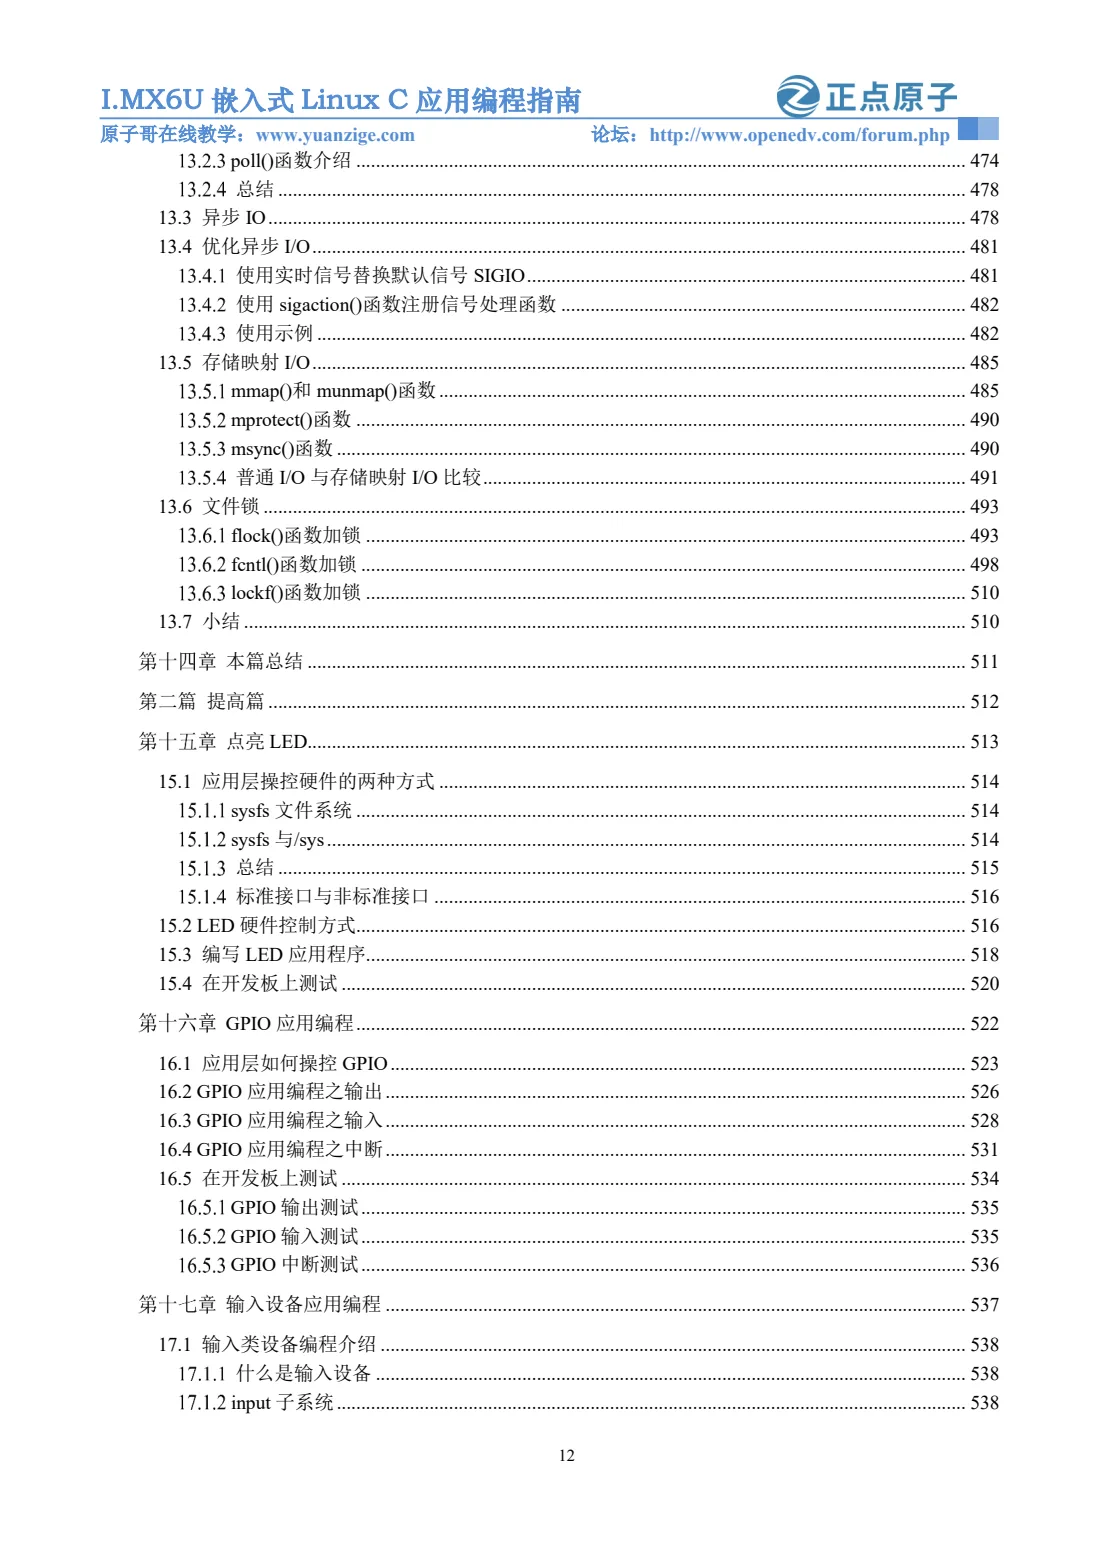 I.MX6U 嵌入式 Linux C 应用编程指南 正点原子
原子哥在线教学：www.yuanzige.com 论坛：http://www.openedv.com/forum.php
13.2.3 poll()函数介绍 474
13.2.4 总结 478
13.3 异步 IO 478
13.4 优化异步 I/O 481
13.4.1 使用实时信号替换默认信号 SIGIO 481
13.4.2 使用 sigaction()函数注册信号处理函数 482
13.4.3 使用示例 482
13.5 存储映射 I/O 485
13.5.1 mmap()和 munmap()函数 485
13.5.2 mprotect()函数 490
13.5.3 msync()函数 490
13.5.4 普通 I/O 与存储映射 I/O 比较 491
13.6 文件锁 493
13.6.1 flock()函数加锁 493
13.6.2 fcntl()函数加锁 498
13.6.3 lockf()函数加锁 510
13.7 小结 510
第十四章 本篇总结 511
第二篇 提高篇 512
第十五章 点亮 LED 513
15.1 应用层操控硬件的两种方式 514
15.1.1 sysfs 文件系统 514
15.1.2 sysfs 与/sys 514
15.1.3 总结 515
15.1.4 标准接口与非标准接口 516
15.2 LED 硬件控制方式 516
15.3 编写 LED 应用程序 518
15.4 在开发板上测试 520
第十六章 GPIO 应用编程 522
16.1 应用层如何操控 GPIO 523
16.2 GPIO 应用编程之输出 526
16.3 GPIO 应用编程之输入 528
16.4 GPIO 应用编程之中断 531
16.5 在开发板上测试 534
16.5.1 GPIO 输出测试 535
16.5.2 GPIO 输入测试 535
16.5.3 GPIO 中断测试 536
第十七章 输入设备应用编程 537
17.1 输入类设备编程介绍 538
17.1.1 什么是输入设备 538
17.1.2 input 子系统 538
12